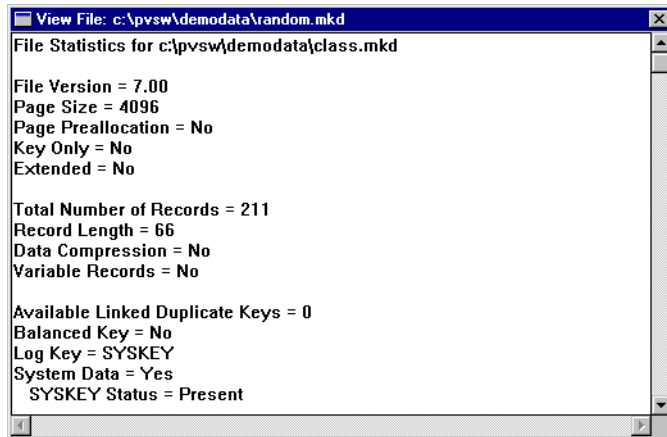 View File: c:\pvsw\demodata\random.mkd
File Statistics for c:\pvsw\demodata\class.mkd
File Version = 7.00
Page Size = 4096
Page Preallocation = No
Key Only = No
Extended = No
Total Number of Records = 211
Record Length = 66
Data Compression = No
Variable Records = No
Available Linked Duplicate Keys = 0
Balanced Key = No
Log Key = SYSKEY
System Data = Yes
SYSKEY Status = Present